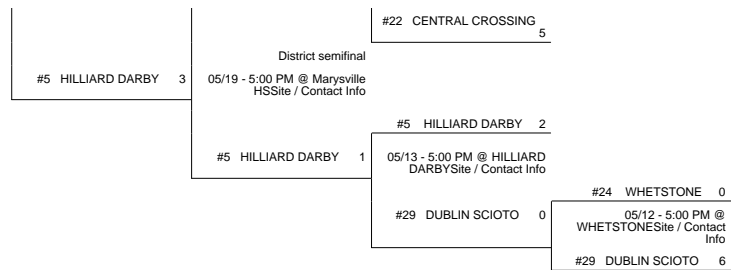 #22 CENTRAL CROSSING
5
District semifinal
#5 HILLIARD DARBY 3
05/19 - 5:00 PM @ Marysville
HSSite / Contact Info
#5 HILLIARD DARBY 2
#5 HILLIARD DARBY 1
05/13 - 5:00 PM @ HILLIARD
DARBYSite / Contact Info
#24 WHETSTONE 0
#29 DUBLIN SCIOTO 0
05/12 - 5:00 PM @
WHETSTONESite / Contact
Info
#29 DUBLIN SCIOTO 6